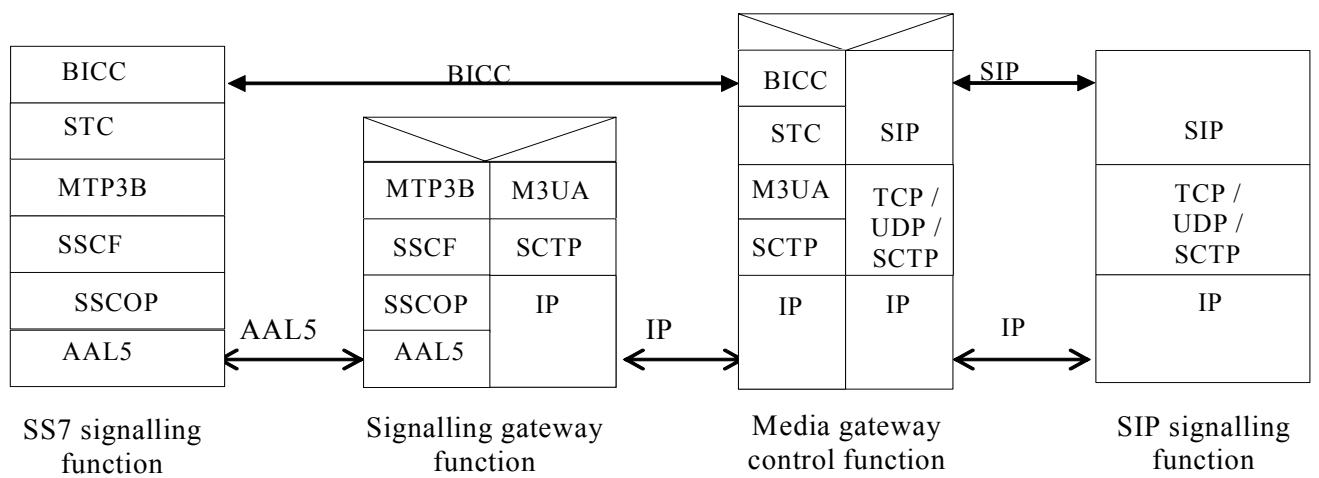 BICC
STC
MTP3B
SSCF
SSCOP
AAL5
SS7 signalling
function
BICC
AAL5
MTP3B
SSCF
SSCOP
AAL5
M3UA
SCTP
IP
Signalling gateway
function
IP
BICC
STC
M3UA
SCTP
IP
SIP
TCP /
UDP /
SCTP
IP
Media gateway
control function
SIP
IP
SIP
TCP /
UDP /
SCTP
IP
SIP signalling
function